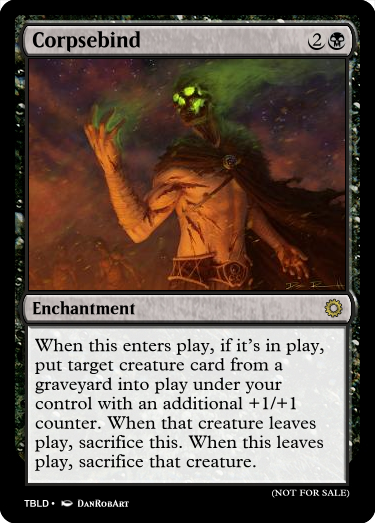 Corpsebind 2
Enchantment
When this enters play, if it's in play,
put target creature card from a
graveyard into play under your
control with an additional +1/+1
counter. When that creature leaves
play, sacrifice this. When this leaves
play, sacrifice that creature.
(NOT FOR SALE)
TBLD • DanRobArt